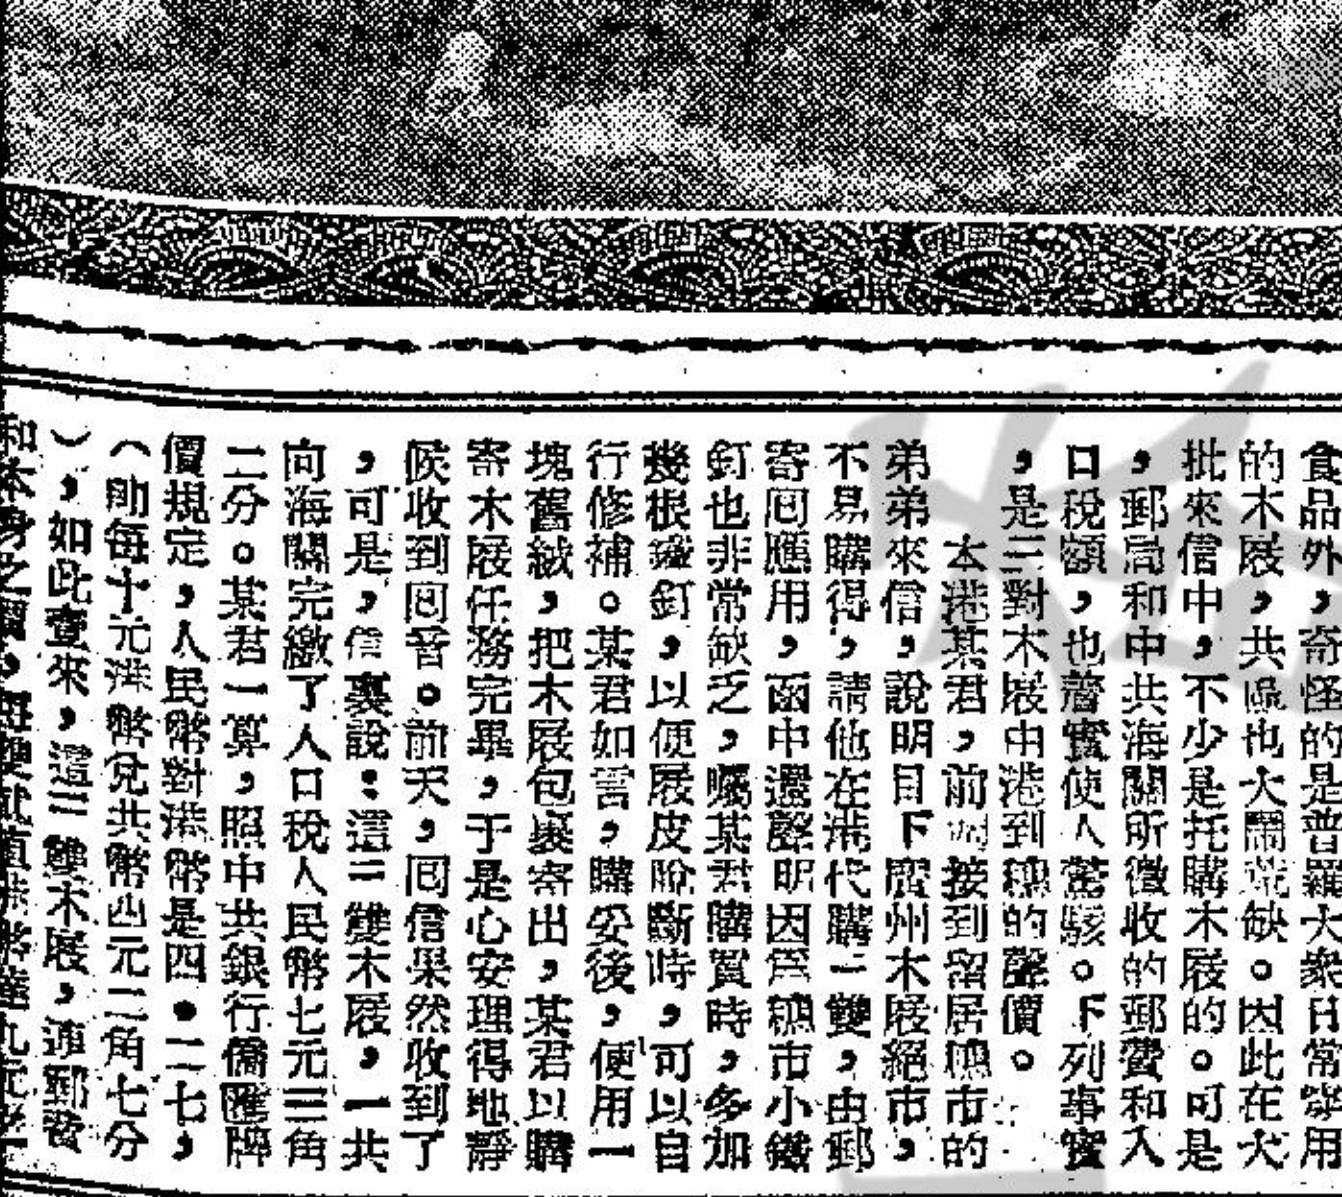 食品外，奇怪的是普羅大衆日常需用
的木屐，共區也大鬧荒缺。因此在大
批來信中，不少是托購木屐的。可是
，郵局和中共海關所徵收的郵費和入
口稅額，也着實使人驚駭。下列事實
，是三對木屐由港到穗的聲價。
本港某君，前週接到留居穗市的
弟弟來信，說明目下廣州木屐絕市，
不易購得，請他在港代購二雙，由郵
寄囘應用，函中還聲明因爲穗市小鐵
釘也非常缺乏，囑某君購買時，多加
幾根鐵釘，以便屐皮脫斷時，可以自
行修補。某君如言，購妥後，便用一
塊舊絨，把木屐包裹寄出，某君以購
寄木屐任務完畢，于是心安理得地靜
候收到囘音。前天，囘信果然收到了
，可是，信裏說：這二雙木屐，一共
向海關完繳了人口稅人民幣七元三角
二分。某君一算，照中共銀行僑匯牌
價規定，人民幣對港幣是四●二七，
（卽每十元港幣兌共幣四元二角七分
），如此查來，這三雙木屐，連郵費
和本身之價，